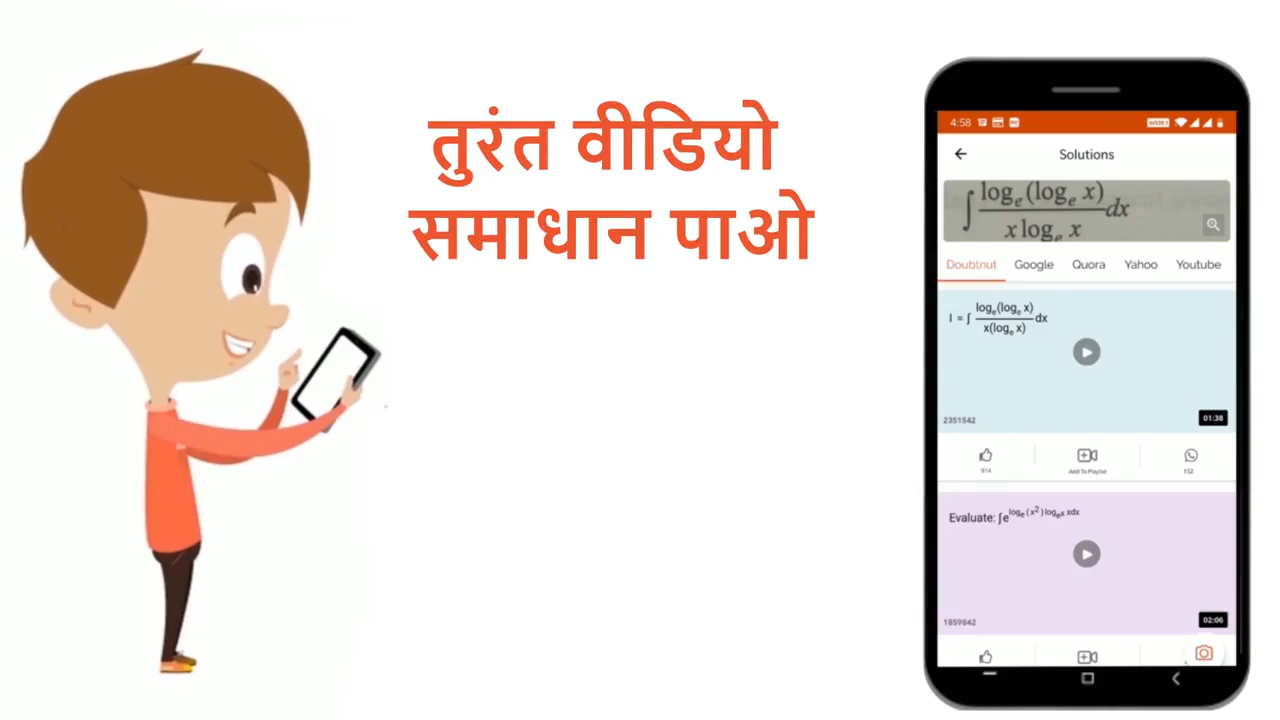 तुरंत वीडियो
समाधान पाओ
4:58
Solutions
∫ logₑ(logₑ x) / x logₑ x dx
Doubtnut Google Quora Yahoo Youtube
I = ∫ logₑ(logₑ x) / x(logₑ x) dx
2351542 01:38
914 Add To Playlist 152
Evaluate: ∫e^logₑ(x²) logₑx xdx
1859842 02:06